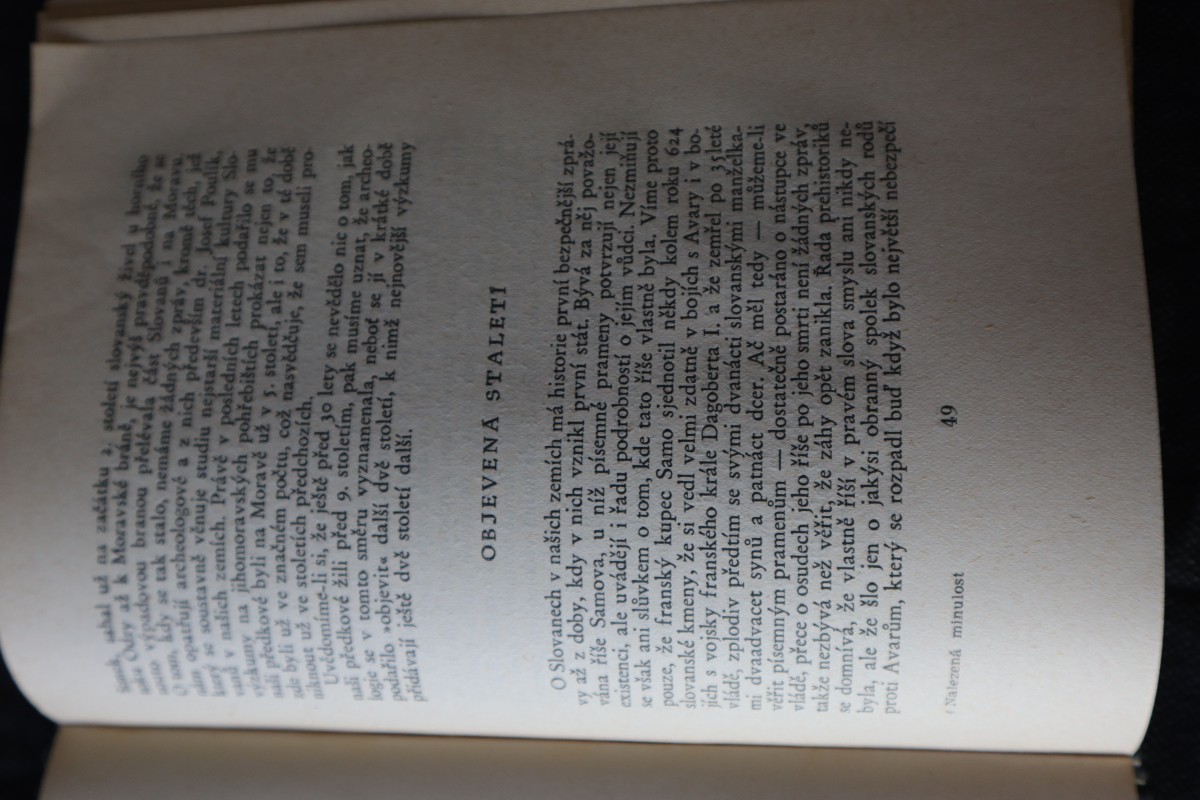 sahal už na začátku 2. století slovanský živel u horního
toku Odry až k Moravské bráně, je nejvýš pravděpodobné, že se
touto výpadovou branou přelévala část Slovanů i na Moravu.
O tom, kdy se tak stalo, nemáme žádných zpráv, kromě těch, jež
nám opatřují archeologové a z nich především dr. Josef Poulík,
který se soustavně věnuje studiu nejstarší materiální kultury Slo-
vanů v našich zemích. Právě v posledních letech podařilo se mu
výzkumy na jihomoravských pohřebištích prokázat nejen to, že
naši předkové byli na Moravě už v 5. století, ale i to, že v té době
zde byli už ve značném počtu, což nasvědčuje, že sem museli pro-
niknout už ve stoletích předchozích.
Uvědomíme-li si, že ještě před 30 lety se nevědělo nic o tom, jak
naši předkové žili před 9. stoletím, pak musíme uznat, že archeo-
logie se v tomto směru vyznamenala, neboť se jí v krátké době
podařilo »objevit« další dvě století, k nimž nejnovější výzkumy
přidávají ještě dvě století další.
OBJEVENÁ STALETÍ
O Slovanech v našich zemích má historie první bezpečnější zprá-
vy až z doby, kdy v nich vznikl první stát. Bývá za něj považo-
vána říše Samova, u níž písemné prameny potvrzují nejen její
existenci, ale uvádějí i řadu podrobností o jejím vůdci. Nezmiňují
se však ani slůvkem o tom, kde tato říše vlastně byla. Víme proto
pouze, že franský kupec Samo sjednotil někdy kolem roku 624
slovanské kmeny, že si vedl velmi zdatně v bojích s Avary i v bo-
jích s vojsky franského krále Dagoberta I. a že zemřel po 35leté
vládě, zplodiv předtím se svými dvanácti slovanskými manželka-
mi dvaadvacet synů a patnáct dcer. Ač měl tedy — můžeme-li
věřit písemným pramenům — dostatečně postaráno o nástupce ve
vládě, přece o osudech jeho říše po jeho smrti není žádných zpráv,
takže nezbývá než věřit, že záhy opět zanikla. Řada prehistoriků
se domnívá, že vlastně říší v pravém slova smyslu ani nikdy ne-
byla, ale že šlo jen o jakýsi obranný spolek slovanských rodů
proti Avarům, který se rozpadl buď když bylo největší nebezpečí
Nalezená minulost
49